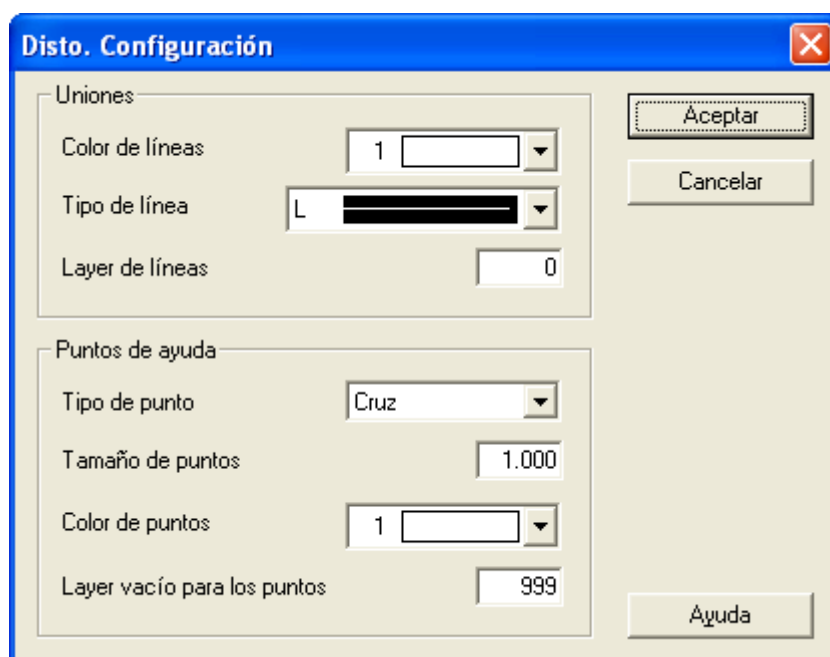 Disto. Configuración
Uniones
Color de líneas 1
Tipo de línea L
Layer de líneas 0
Puntos de ayuda
Tipo de punto Cruz
Tamaño de puntos 1.000
Color de puntos 1
Layer vacío para los puntos 999
Aceptar
Cancelar
Ayuda